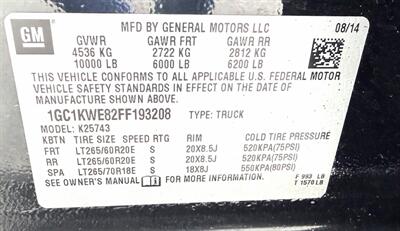 GM
MFD BY GENERAL MOTORS LLC 08/14
GVWR GAWR FRT GAWR RR
4536 KG 2722 KG 2812 KG
10000 LB 6000 LB 6200 LB
THIS VEHICLE CONFORMS TO ALL APPLICABLE U.S. FEDERAL MOTOR
VEHICLE SAFETY STANDARDS IN EFFECT ON THE DATE OF
MANUFACTURE SHOWN ABOVE.
1GC1KWE82FF193208 TYPE: TRUCK
MODEL: K25743
KBTN TIRE SIZE SPEED RTG RIM COLD TIRE PRESSURE
FRT LT265/60R20E S 20X8.5J 520KPA(75PSI)
RR LT265/60R20E S 20X8.5J 520KPA(75PSI)
SPA LT265/70R18E S 18X8J 550KPA(80PSI)
SEE OWNER'S MANUAL FOR MORE INFORMATION. F 993 LB
T 1570 LB